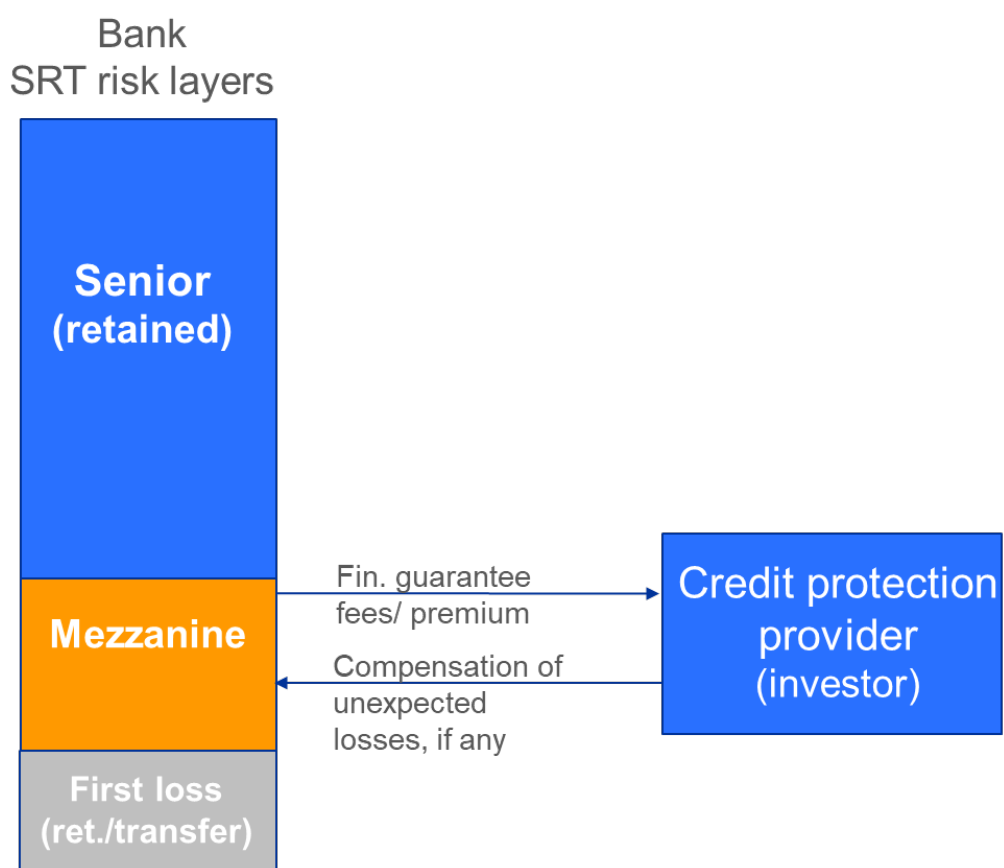 Bank
SRT risk layers
Senior
(retained)
Mezzanine
First loss
(ret./transfer)
Fin. guarantee
fees/ premium
Compensation of
unexpected
losses, if any
Credit protection
provider
(investor)